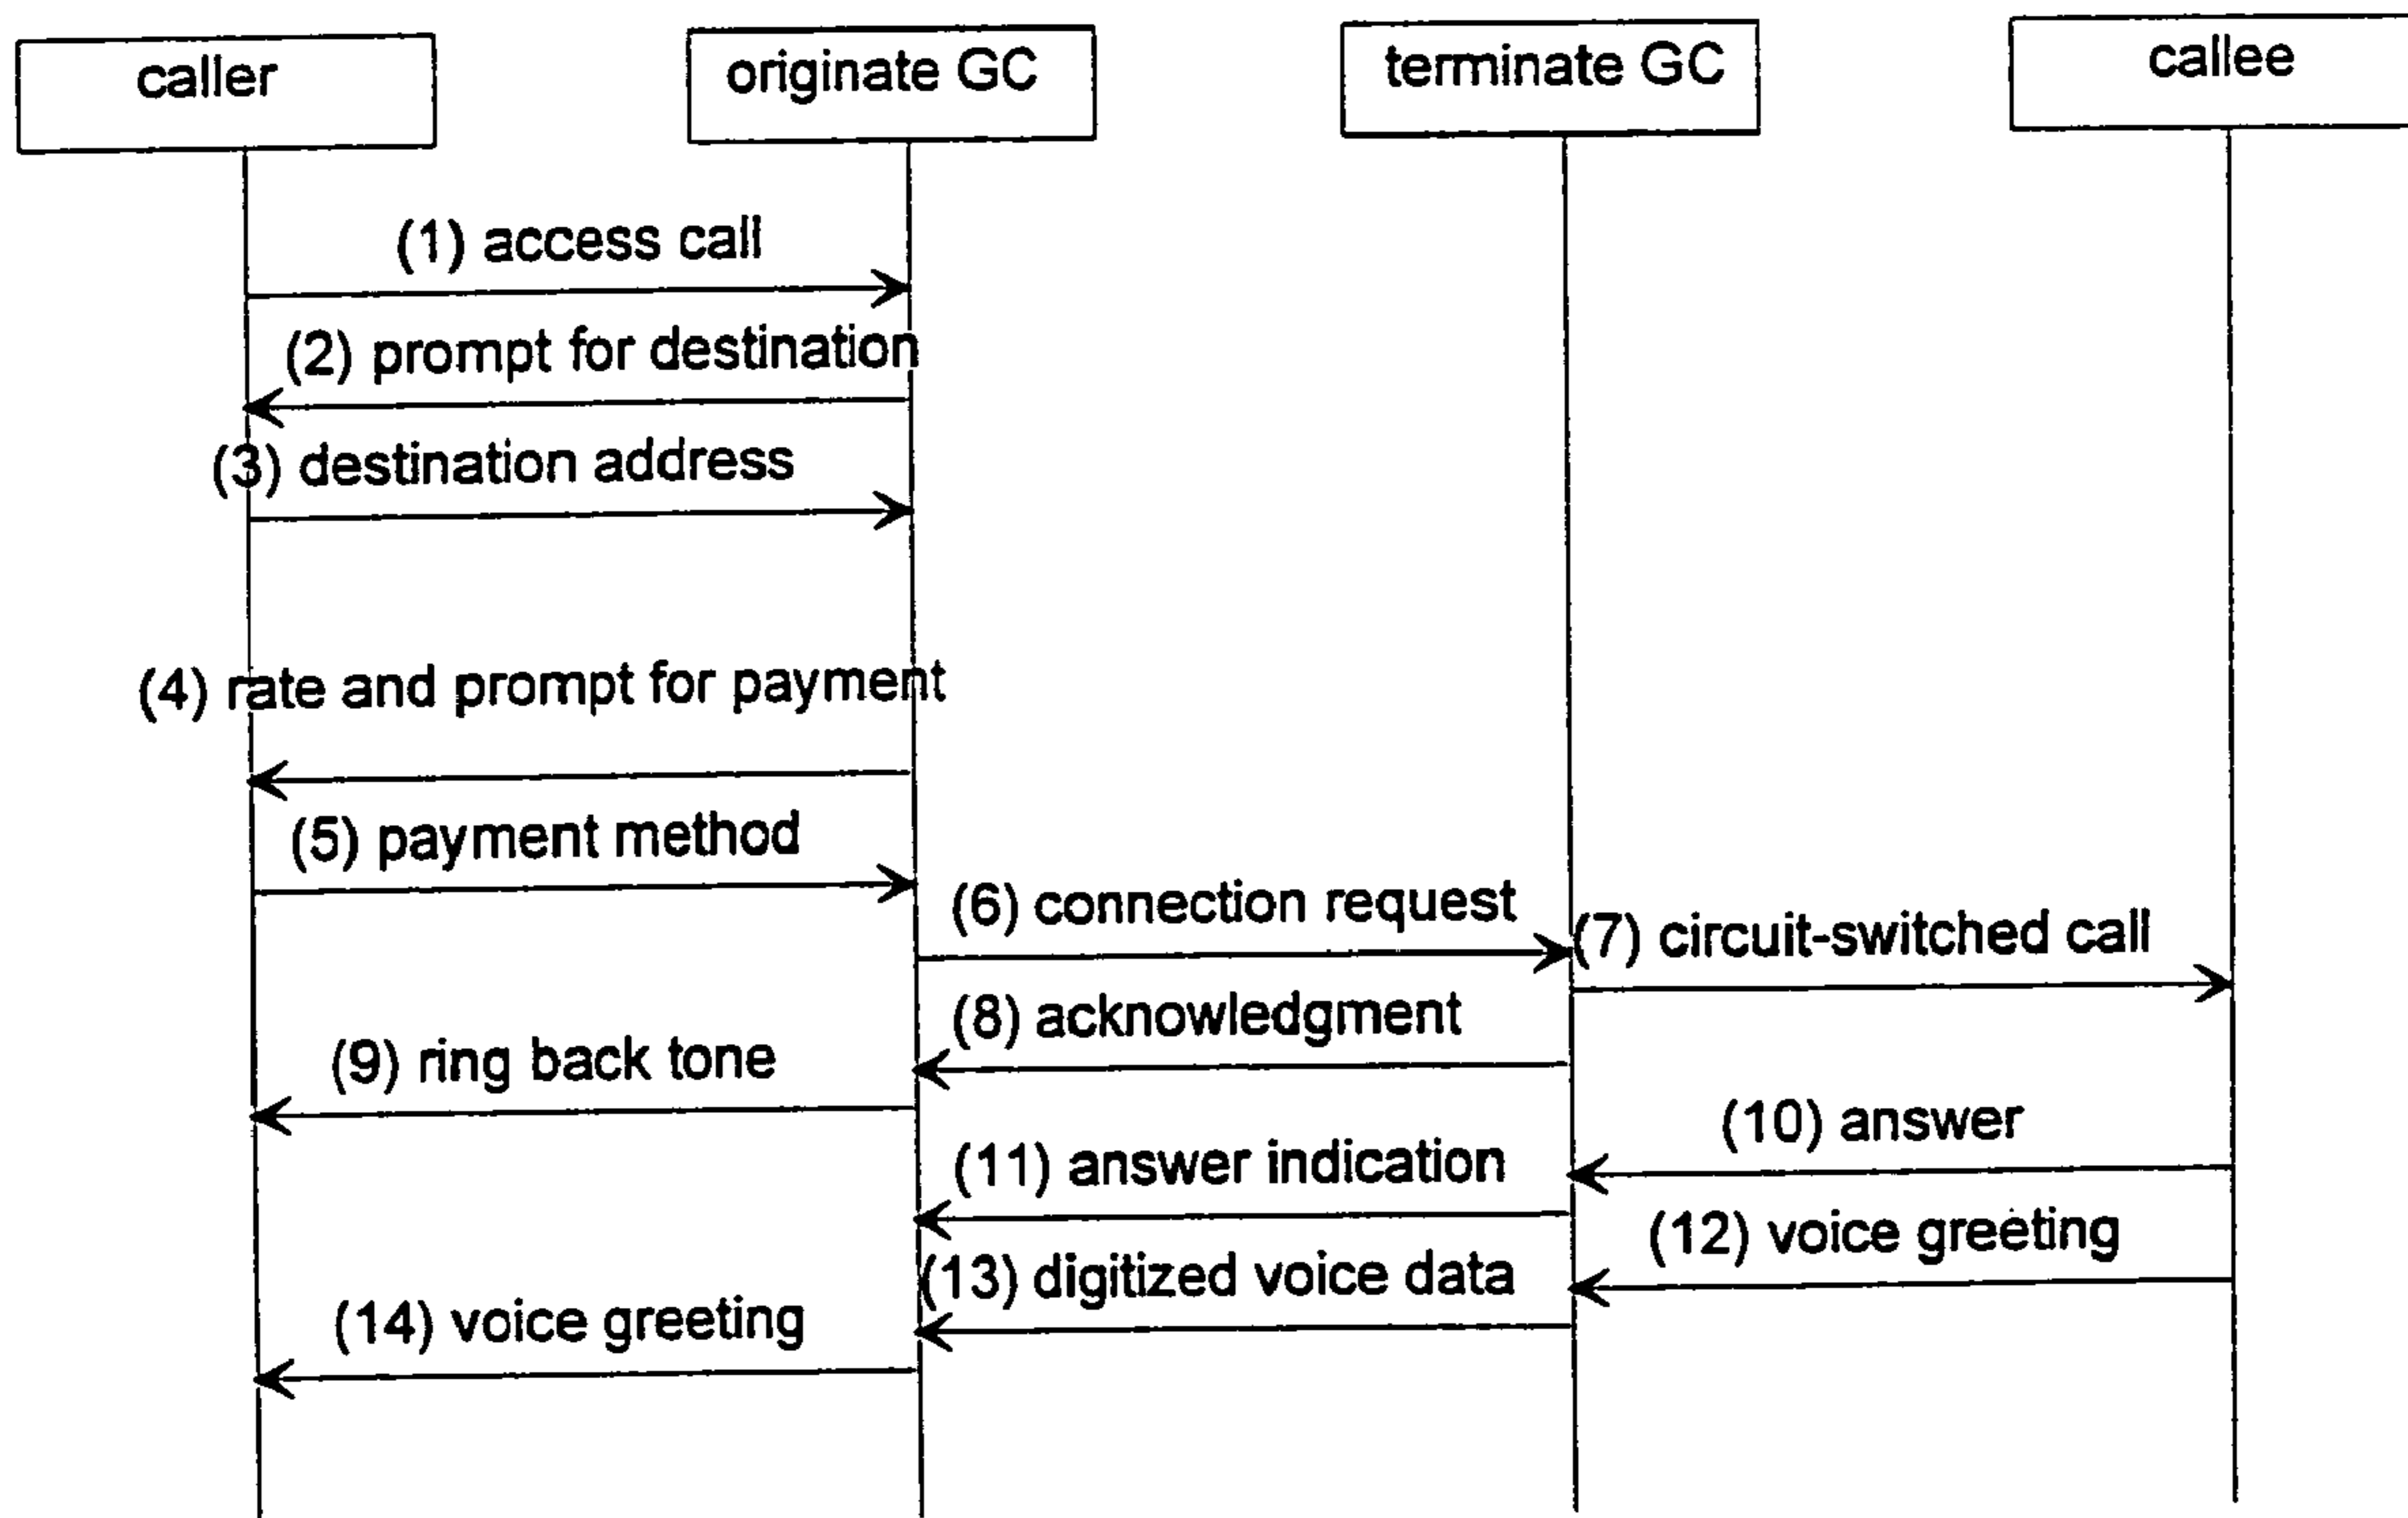 caller
originate GC
terminate GC
callee
(1) access call
(2) prompt for destination
(3) destination address
(4) rate and prompt for payment
(5) payment method
(6) connection request
(7) circuit-switched call
(8) acknowledgment
(9) ring back tone
(10) answer
(11) answer indication
(12) voice greeting
(13) digitized voice data
(14) voice greeting